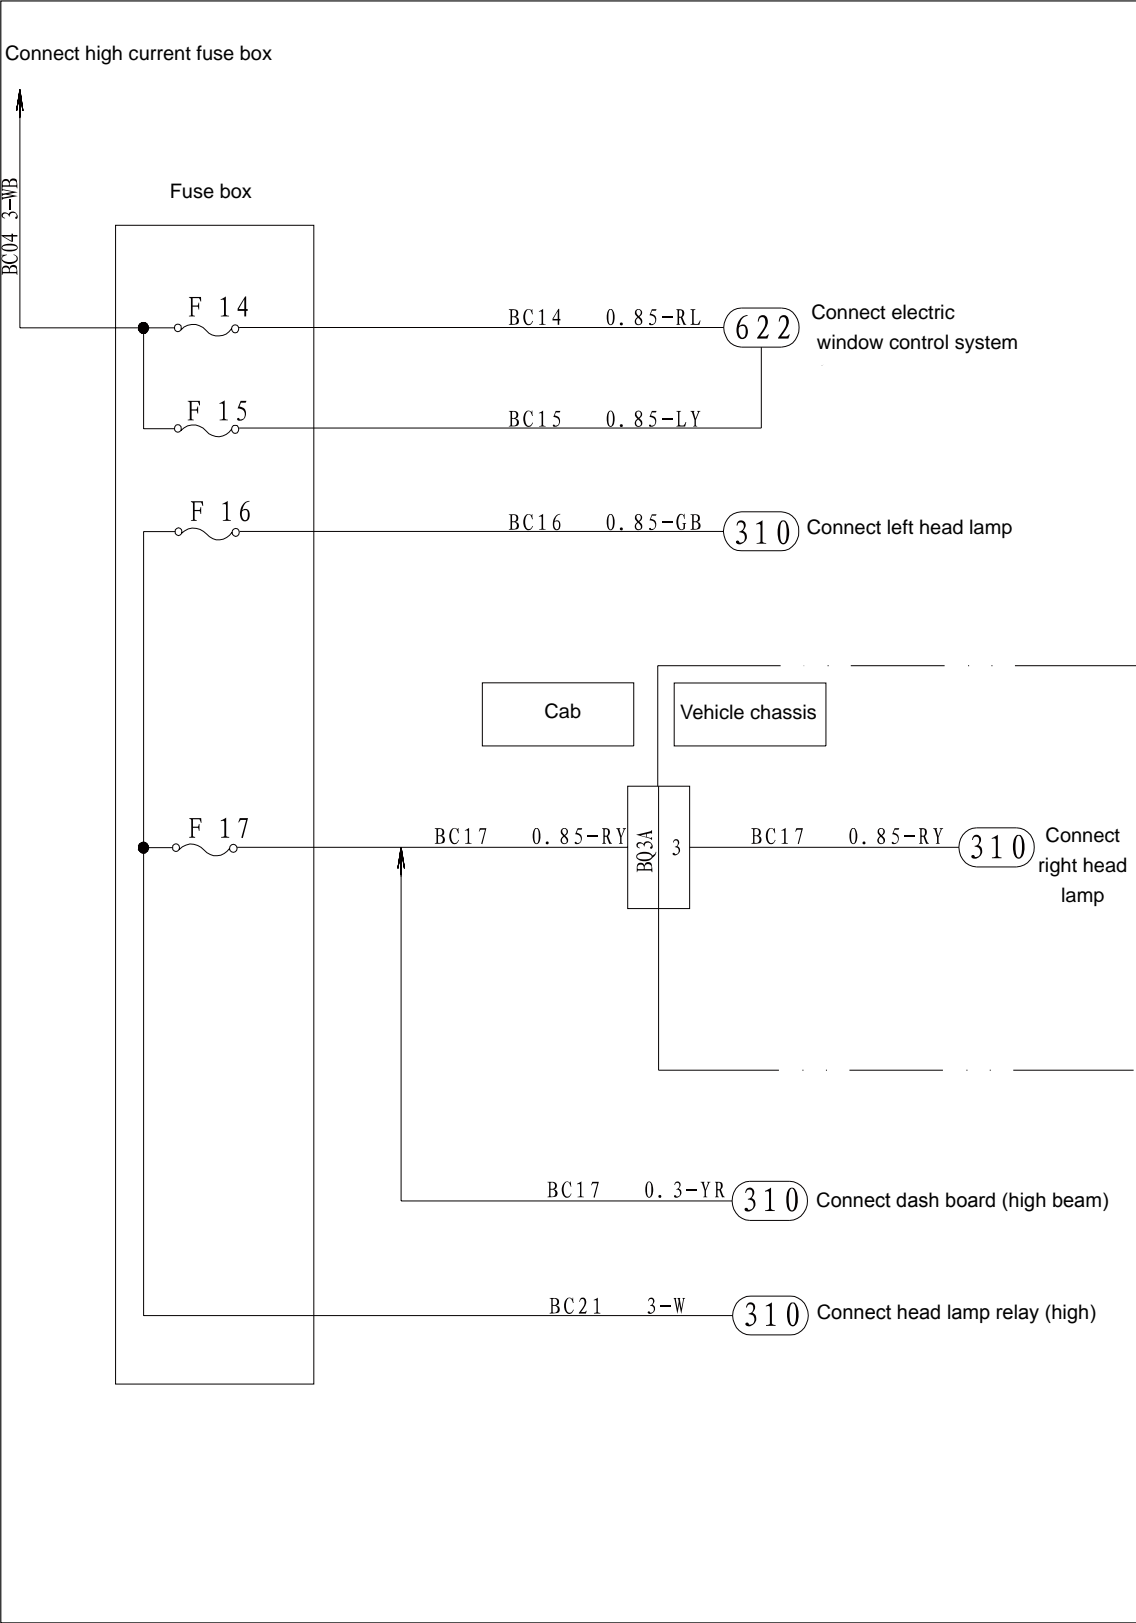 Connect high current fuse box
BC04 3-WB
Fuse box
F 14
BC14 0.85-RL
622
Connect electric
window control system
F 15
BC15 0.85-LY
F 16
BC16 0.85-GB
310
Connect left head lamp
Cab
Vehicle chassis
F 17
BC17 0.85-RY
BQ3A
3
BC17 0.85-RY
310
Connect
right head
lamp
BC17 0.3-YR
310
Connect dash board (high beam)
BC21 3-W
310
Connect head lamp relay (high)